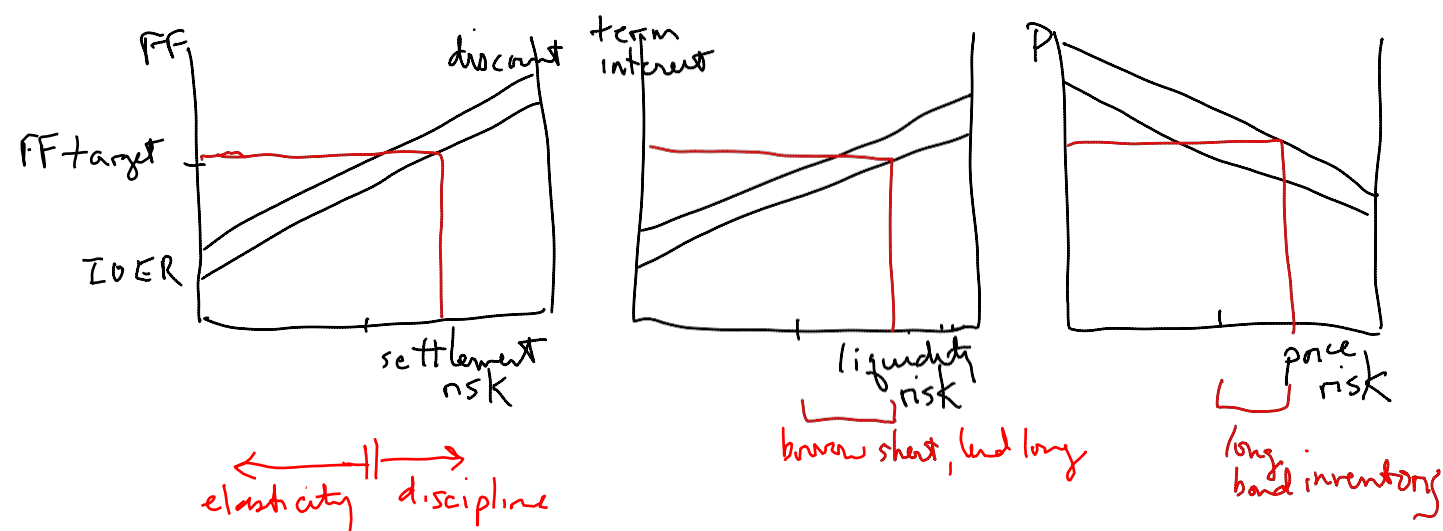 FF
discount
FF target
IOER
settlement
risk
elasticity
discipline
term
interest
liquidity
risk
borrow short, lend long
P
price
risk
long
bond inventory